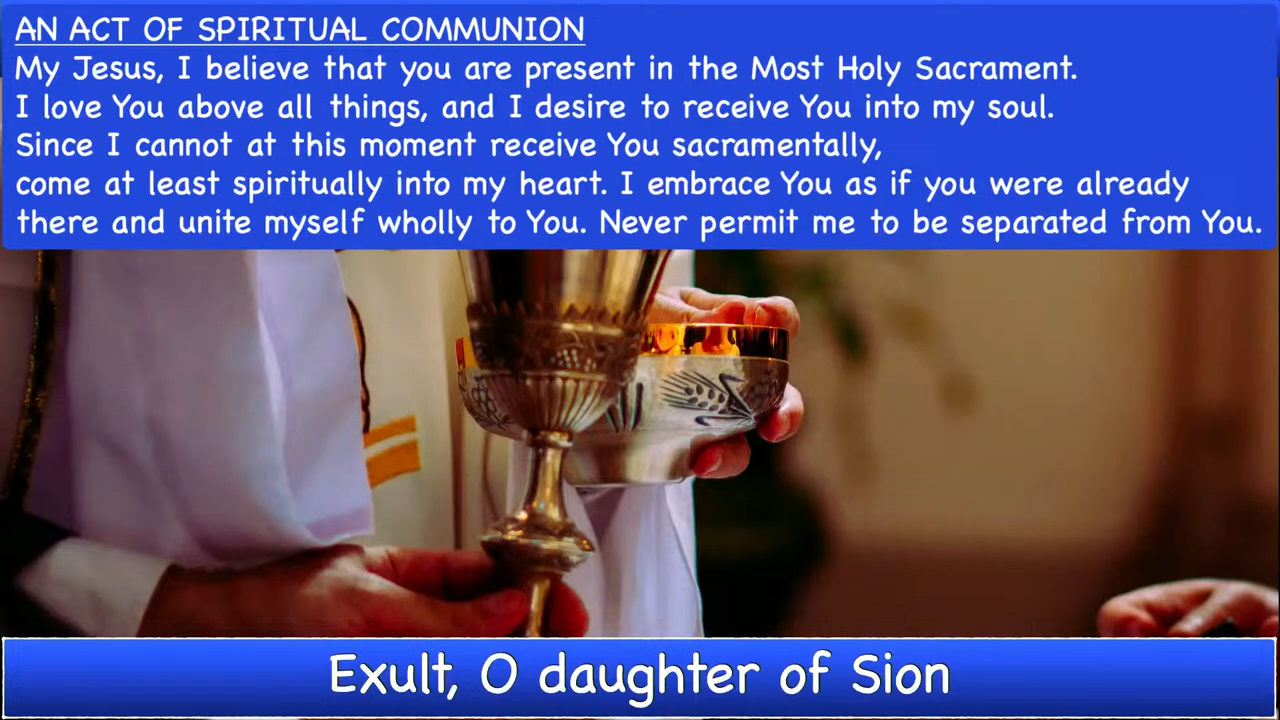 AN ACT OF SPIRITUAL COMMUNION
My Jesus, I believe that you are present in the Most Holy Sacrament.
I love You above all things, and I desire to receive You into my soul.
Since I cannot at this moment receive You sacramentally,
come at least spiritually into my heart. I embrace You as if you were already
there and unite myself wholly to You. Never permit me to be separated from You.
Exult, O daughter of Sion